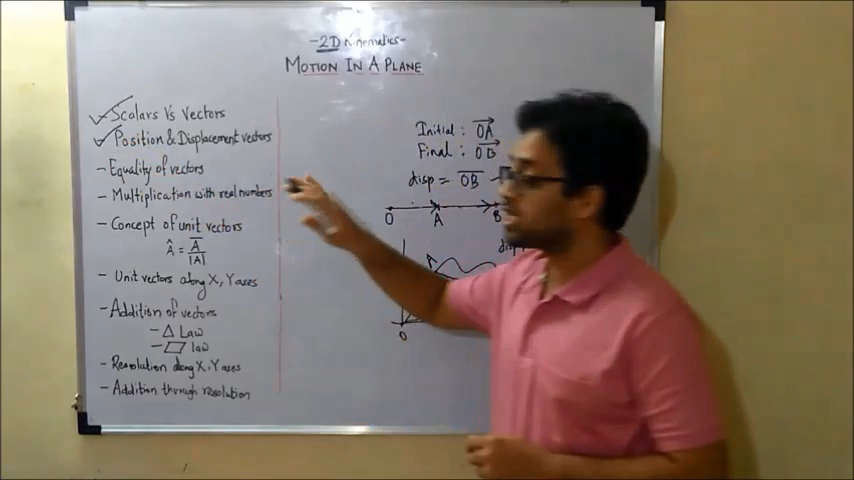 -2D Kinematics-
MOTION IN A PLANE
Scalars Vs Vectors
Position & Displacement vectors
- Equality of vectors
- Multiplication with real numbers
- Concept of unit vectors
Â = A / |A|
- Unit vectors along X, Y axes
- Addition of vectors
- △ Law
- ▱ law
- Resolution along X, Y axes
- Addition through resolution
Initial : OA
Final : OB
disp = OB -
O A B
disp
A
O